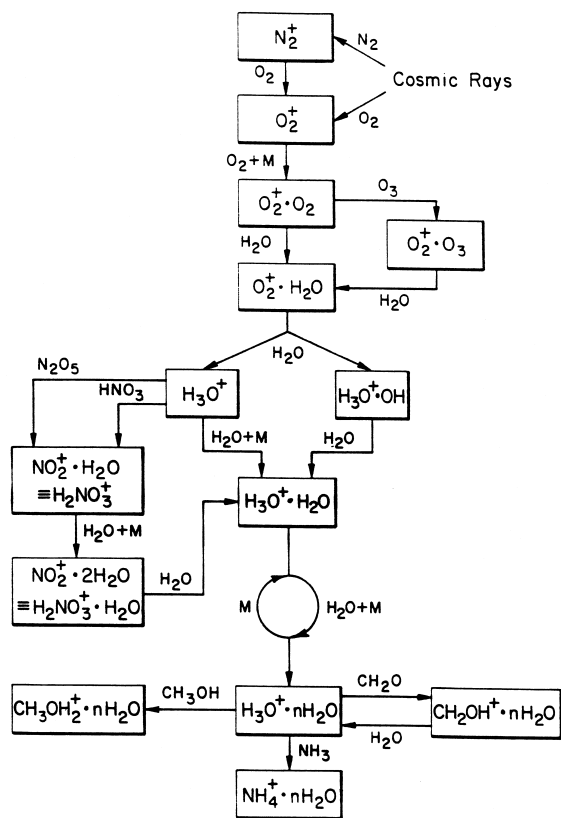 N₂⁺
N₂
O₂
Cosmic Rays
O₂⁺
O₂
O₂+M
O₂⁺·O₂
O₃
H₂O
O₂⁺·O₃
O₂⁺·H₂O
H₂O
H₂O
N₂O₅
HNO₃
H₃O⁺
H₃O⁺·OH
H₂O+M
H₂O
NO₂⁺·H₂O
≡H₂NO₃⁺
H₃O⁺·H₂O
H₂O+M
NO₂⁺·2H₂O
≡H₂NO₃⁺·H₂O
H₂O
M
H₂O+M
CH₃OH₂⁺·nH₂O
CH₃OH
H₃O⁺·nH₂O
CH₂O
H₂O
CH₂OH⁺·nH₂O
NH₃
NH₄⁺·nH₂O